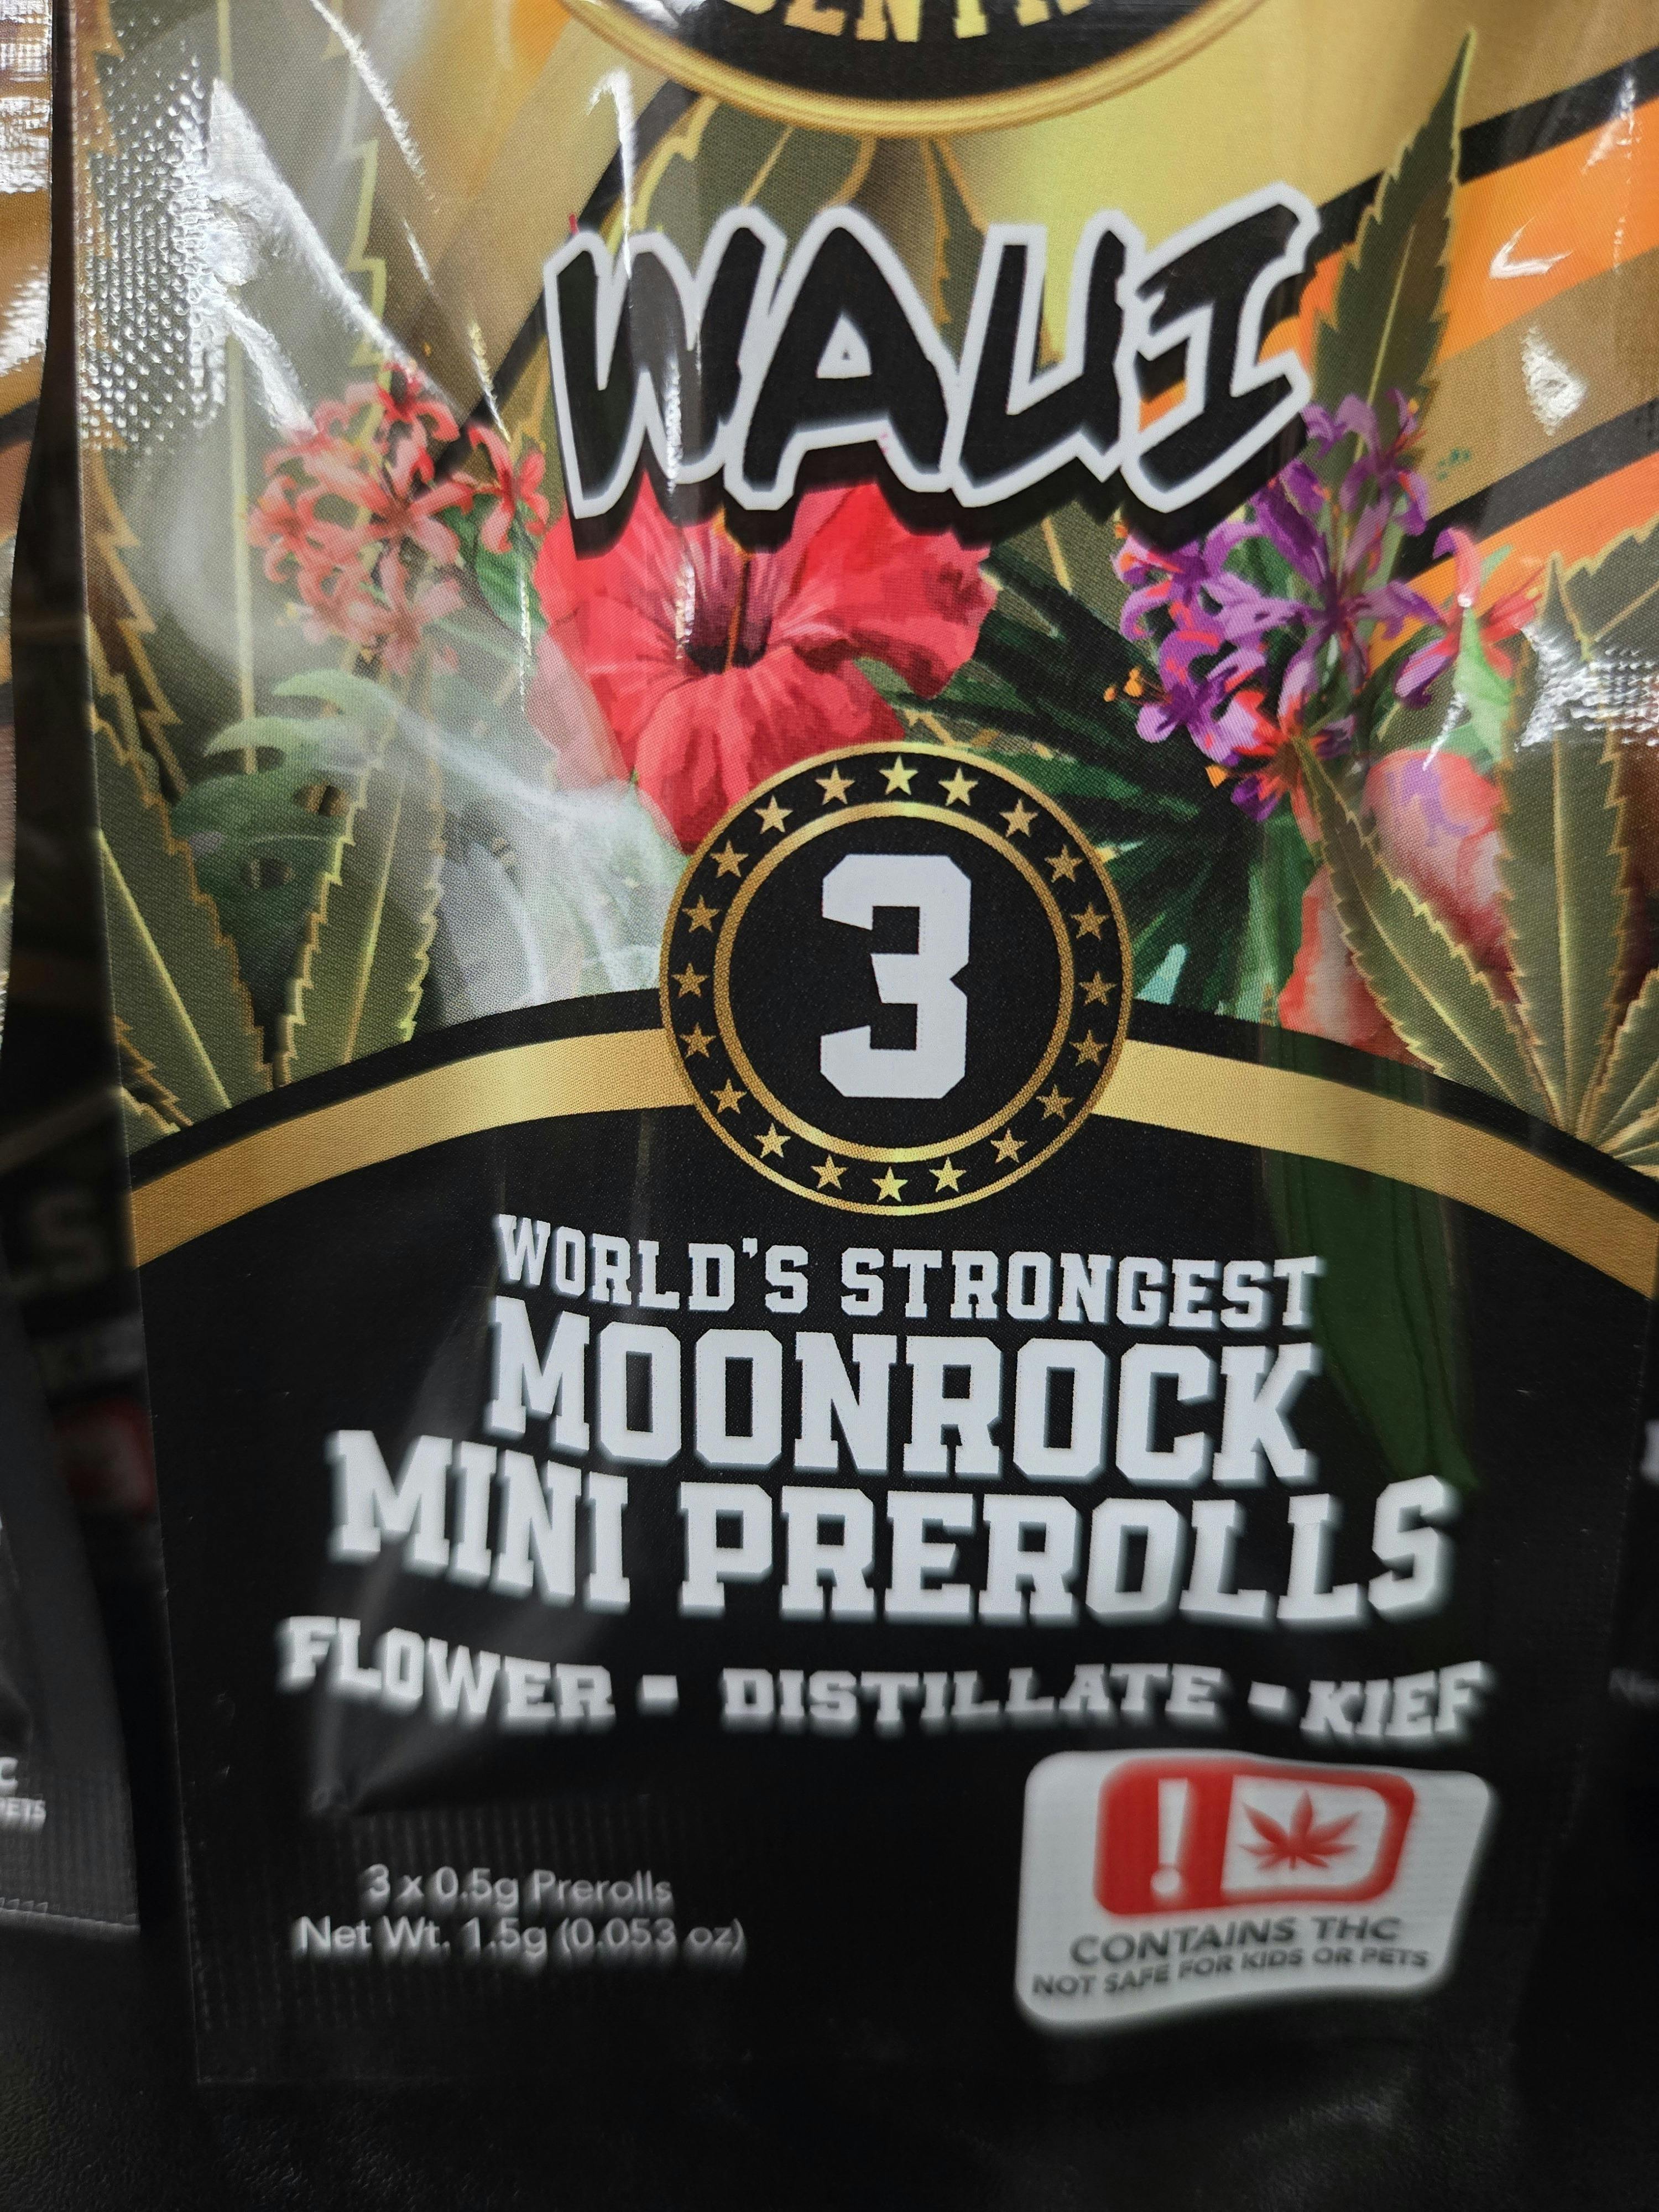 WAUI
3
WORLD'S STRONGEST
MOONROCK
MINI PREROLLS
FLOWER - DISTILLATE - KIEF
3 x 0.5g Prerolls
Net Wt. 1.5g (0.053 oz)
!
CONTAINS THC
NOT SAFE FOR KIDS OR PETS